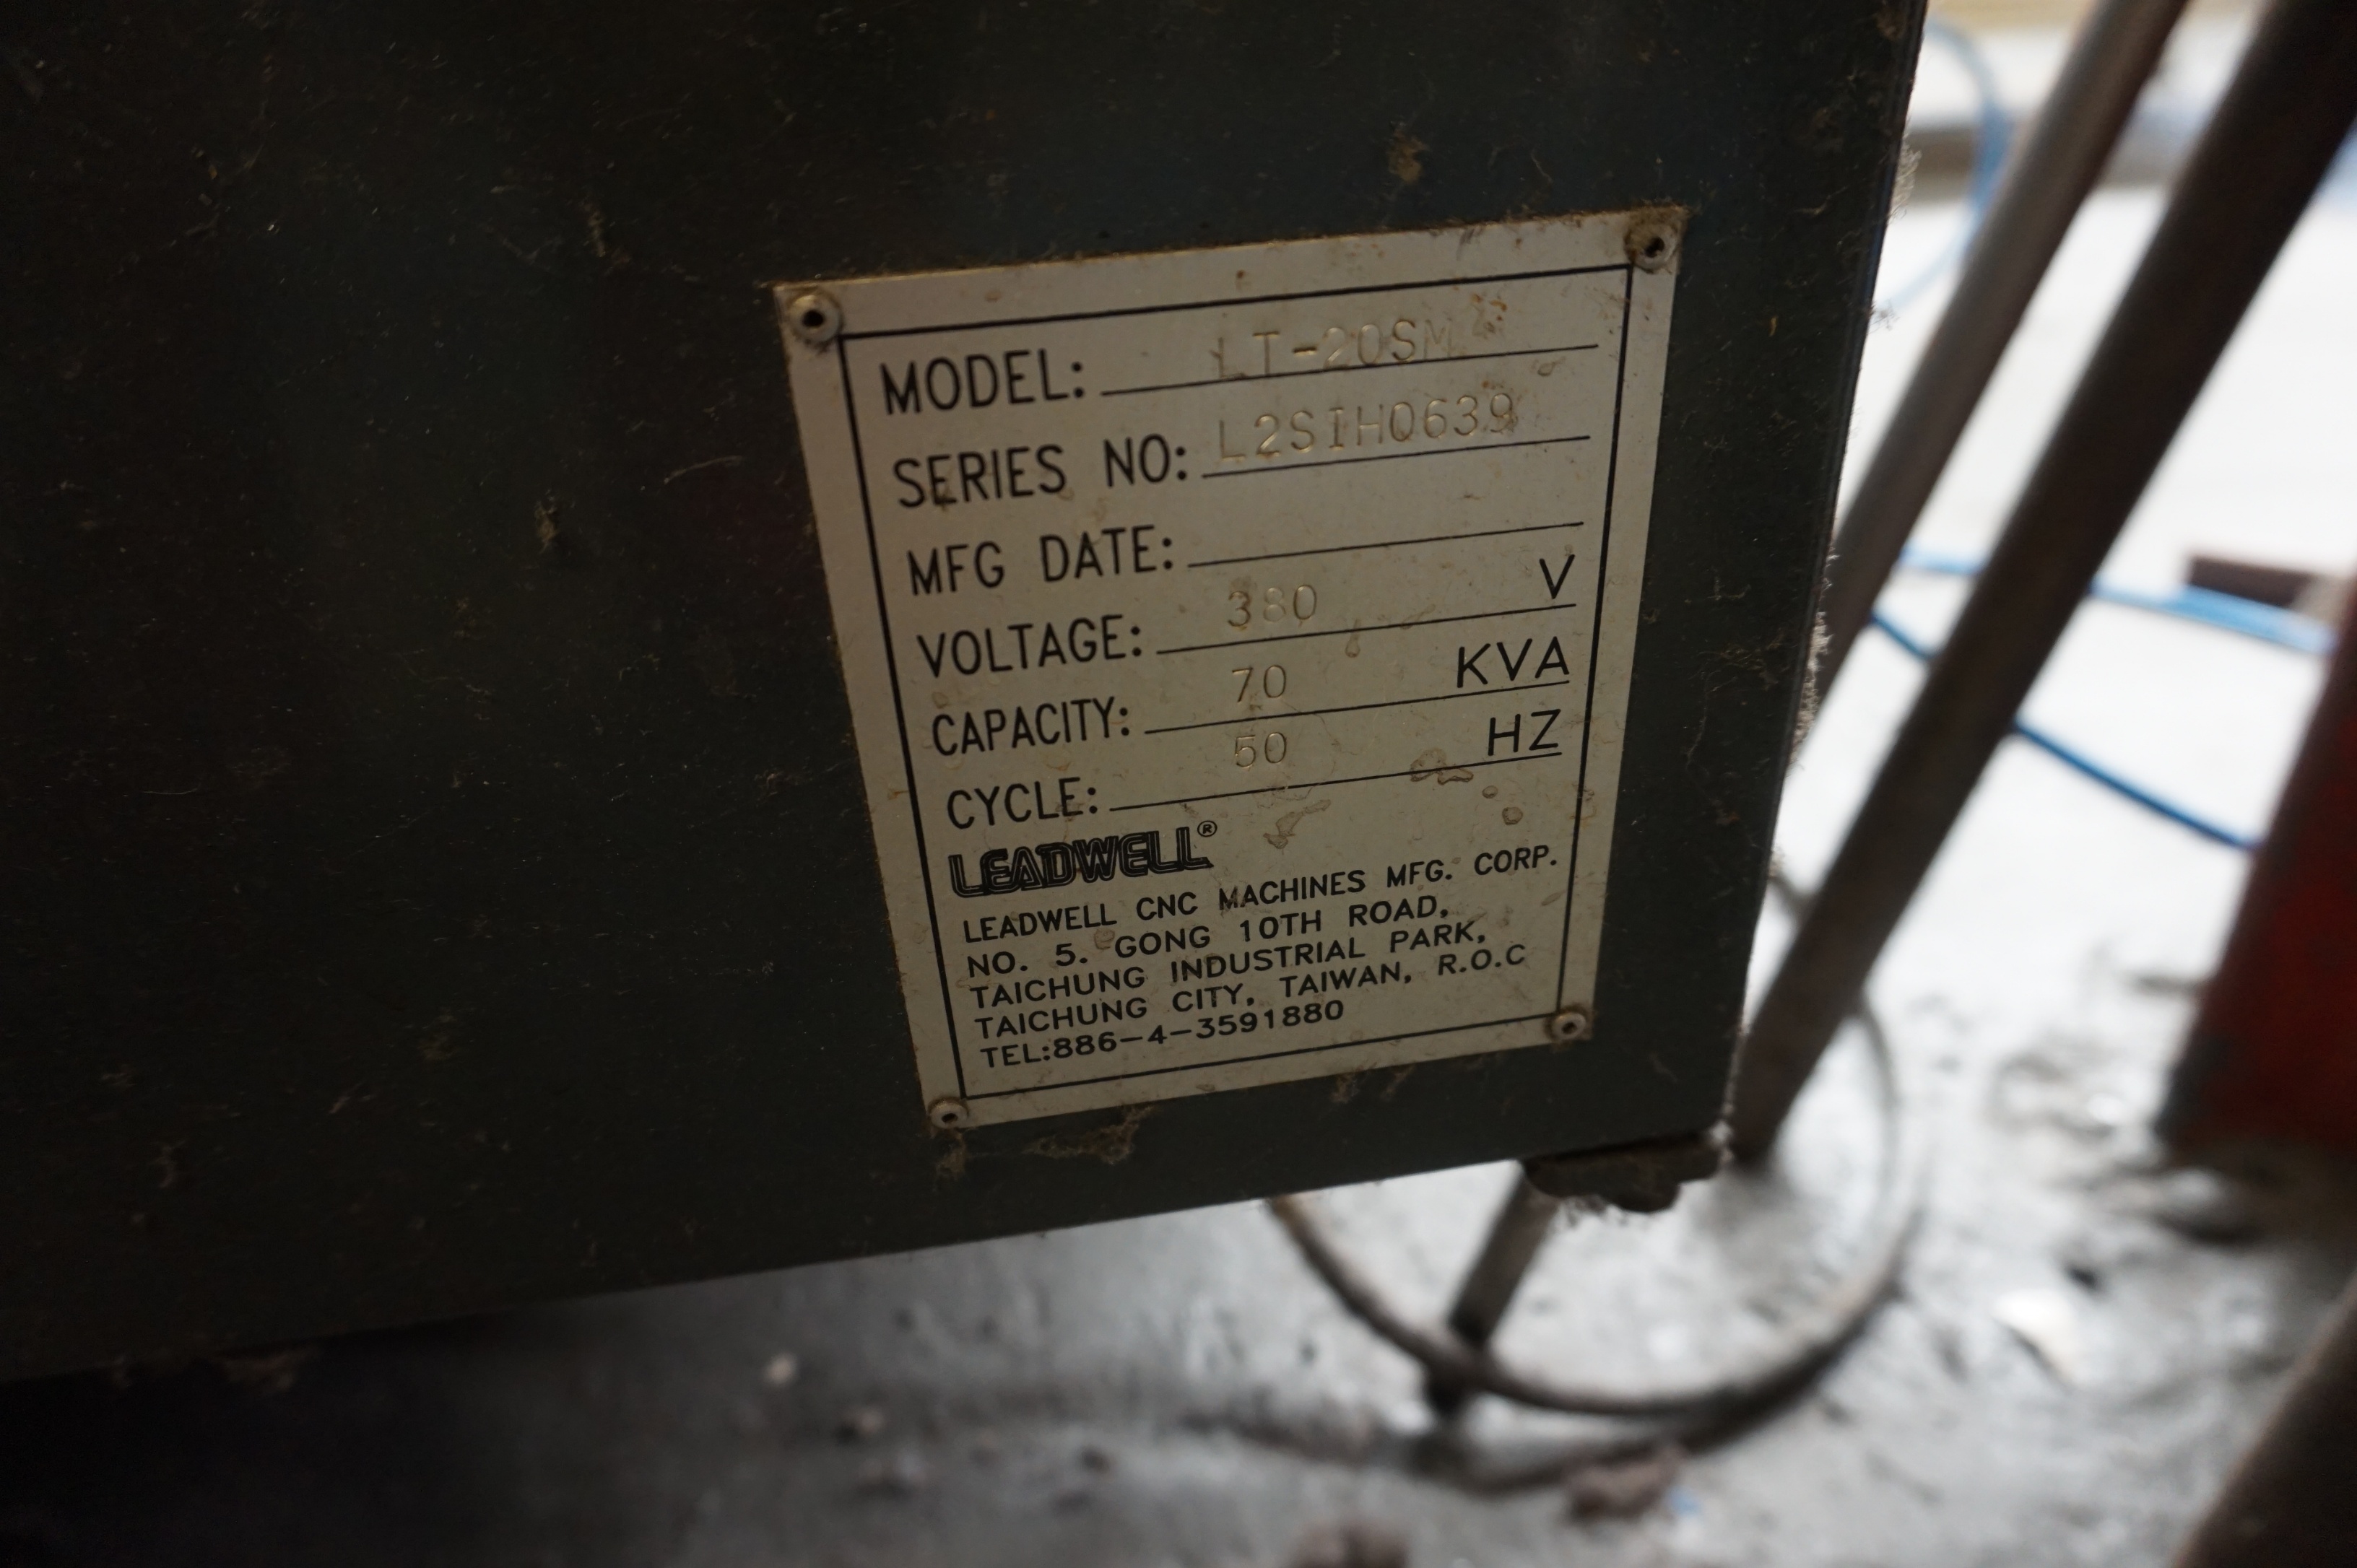 MODEL: LT-20SM
SERIES NO: L2SIH0639
MFG DATE:
VOLTAGE: 380 V
CAPACITY: 70 KVA
CYCLE: 50 HZ
LEADWELL®
LEADWELL CNC MACHINES MFG. CORP.
NO. 5. GONG 10TH ROAD,
TAICHUNG INDUSTRIAL PARK,
TAICHUNG CITY, TAIWAN, R.O.C
TEL:886-4-3591880